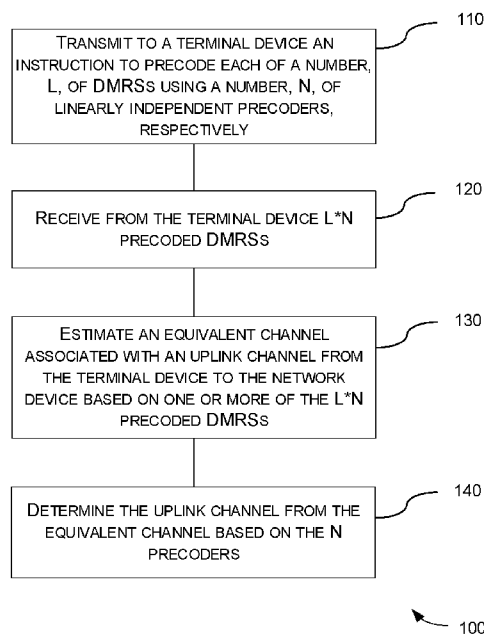 110
TRANSMIT TO A TERMINAL DEVICE AN
INSTRUCTION TO PRECODE EACH OF A NUMBER,
L, OF DMRSS USING A NUMBER, N, OF
LINEARLY INDEPENDENT PRECODERS,
RESPECTIVELY
120
RECEIVE FROM THE TERMINAL DEVICE L*N
PRECODED DMRSS
130
ESTIMATE AN EQUIVALENT CHANNEL
ASSOCIATED WITH AN UPLINK CHANNEL FROM
THE TERMINAL DEVICE TO THE NETWORK
DEVICE BASED ON ONE OR MORE OF THE L*N
PRECODED DMRSS
140
DETERMINE THE UPLINK CHANNEL FROM THE
EQUIVALENT CHANNEL BASED ON THE N
PRECODERS
100